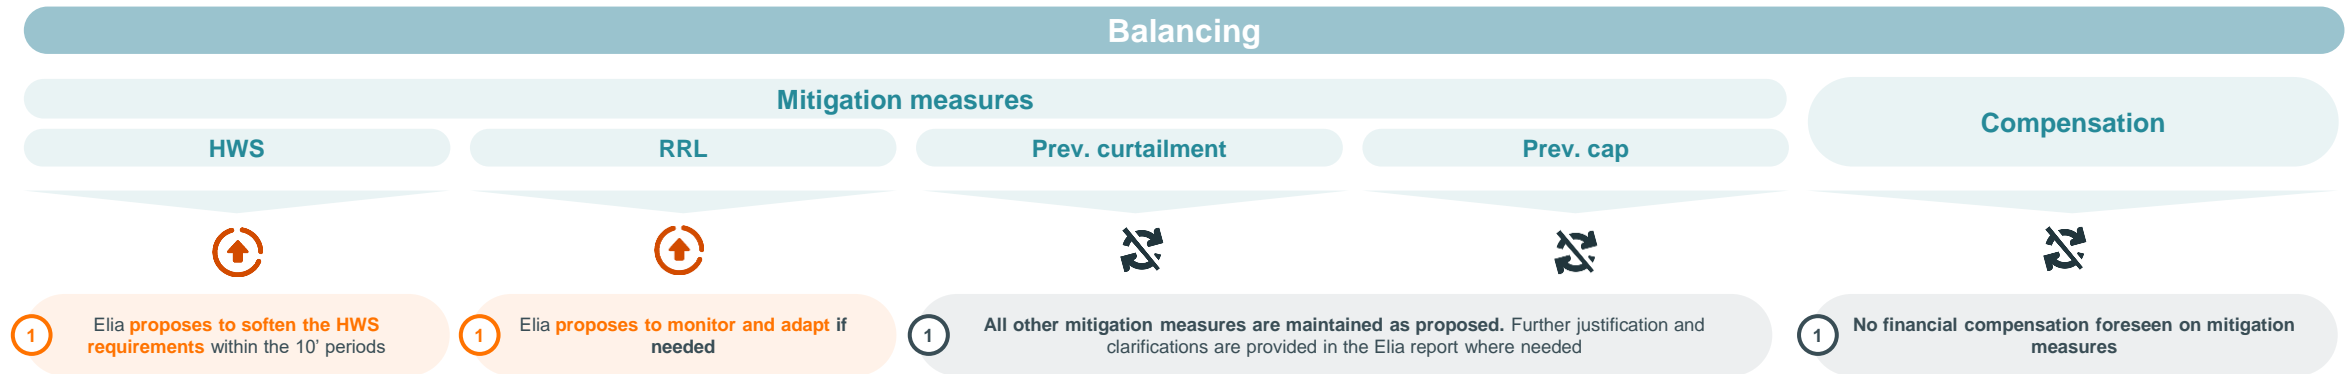 Balancing
Mitigation measures
Compensation
HWS
RRL
Prev. curtailment
Prev. cap
1
Elia proposes to soften the HWS
requirements within the 10’ periods
1
Elia proposes to monitor and adapt if
needed
1
All other mitigation measures are maintained as proposed. Further justification and
clarifications are provided in the Elia report where needed
1
No financial compensation foreseen on mitigation
measures